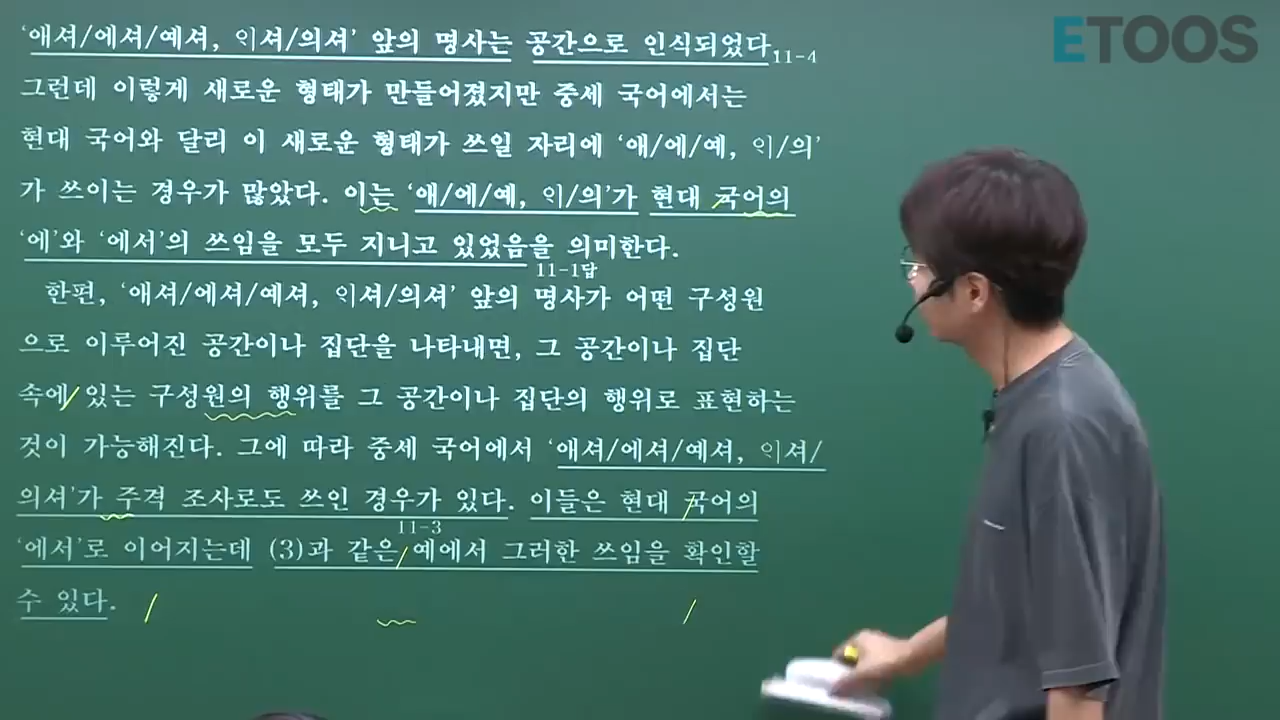 ETOOS
‘애셔/에셔/예셔, ᄋᆡ셔/의셔’ 앞의 명사는 공간으로 인식되었다. 11-4
그런데 이렇게 새로운 형태가 만들어졌지만 중세 국어에서는
현대 국어와 달리 이 새로운 형태가 쓰일 자리에 ‘애/에/예, ᄋᆡ/의’
가 쓰이는 경우가 많았다. 이는 ‘애/에/예, ᄋᆡ/의’가 현대 국어의
‘에’와 ‘에서’의 쓰임을 모두 지니고 있었음을 의미한다.
11-1답
한편, ‘애셔/에셔/예셔, ᄋᆡ셔/의셔’ 앞의 명사가 어떤 구성원
으로 이루어진 공간이나 집단을 나타내면, 그 공간이나 집단
속에 있는 구성원의 행위를 그 공간이나 집단의 행위로 표현하는
것이 가능해진다. 그에 따라 중세 국어에서 ‘애셔/에셔/예셔, ᄋᆡ셔/
의셔’가 주격 조사로도 쓰인 경우가 있다. 이들은 현대 국어의
11-3
‘에서’로 이어지는데 (3)과 같은 예에서 그러한 쓰임을 확인할
수 있다.